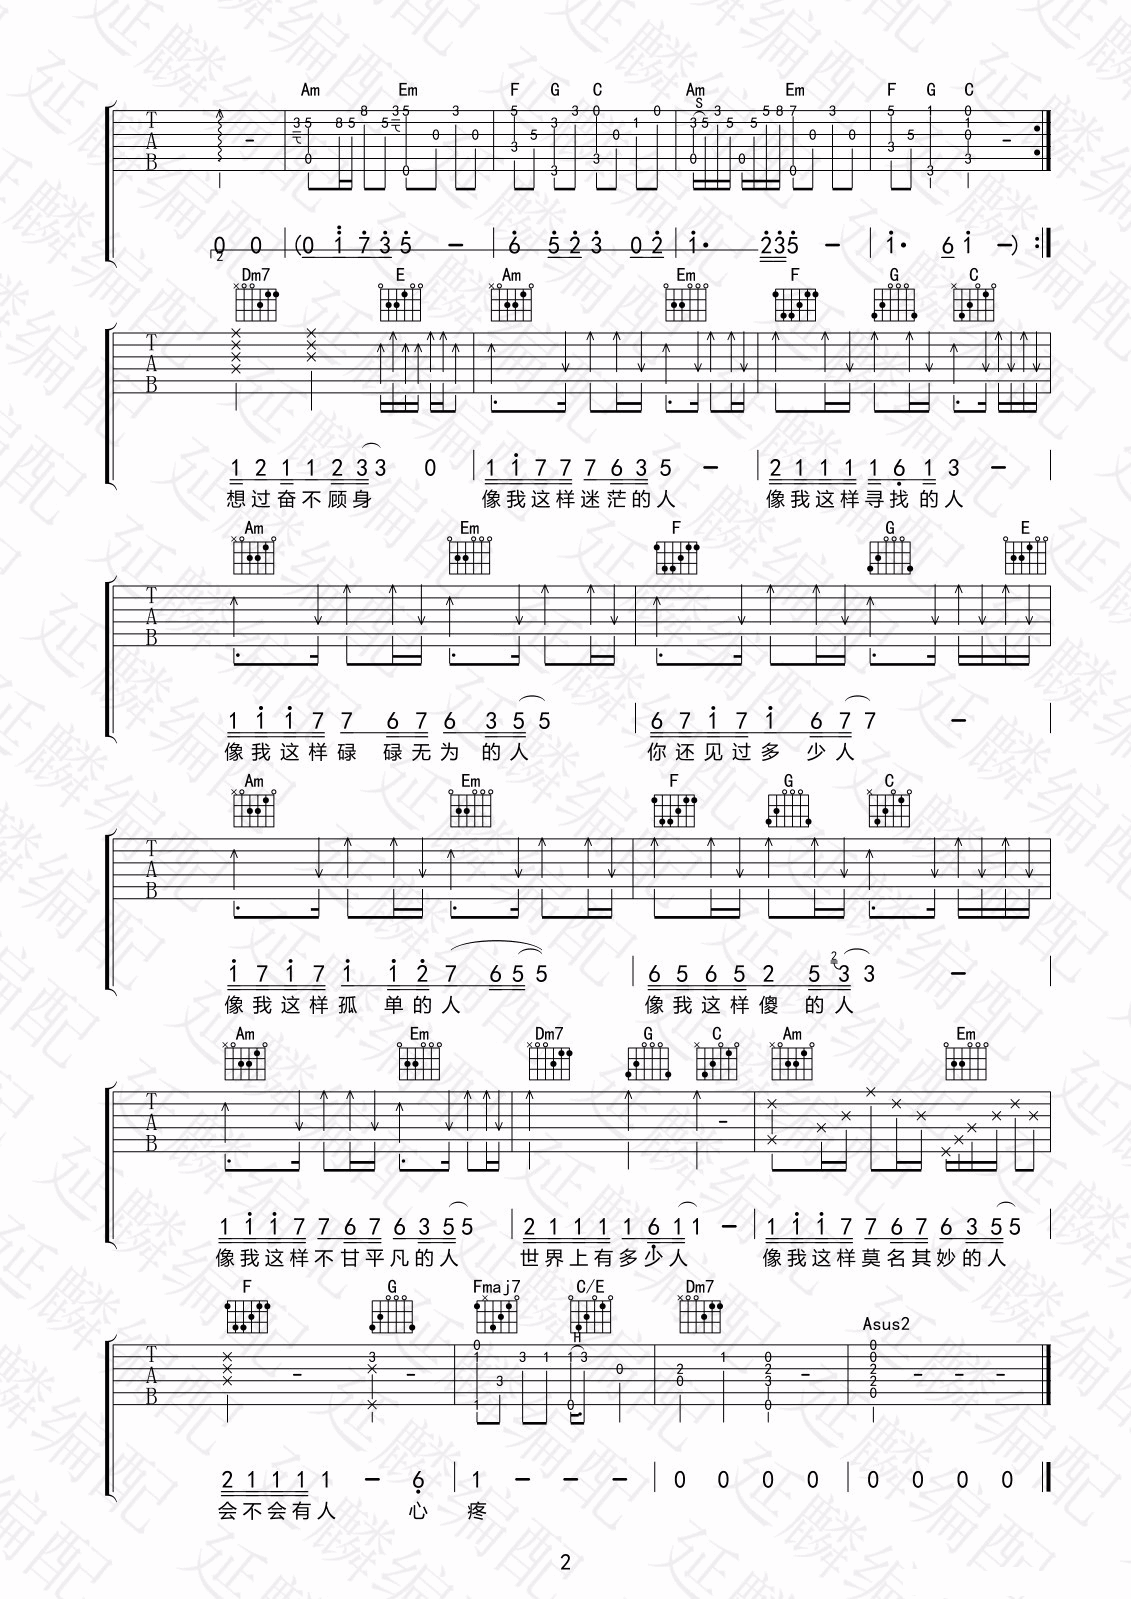 Am Em F G C Am Em F G C
0 0 (0 1 7 3 5 - 6 5 2 3 0 2 1· 2 3 5 - 1· 6 1 -) :
2
Dm7 E Am Em F G C
1 2 1 1 2 3 3 0 1 1 7 7 7 6 3 5 - 2 1 1 1 1 6 1 3 -
想过奋不顾身 像我这样迷茫的人 像我这样寻找的人
Am Em F G E
1 1 1 7 7 6 7 6 3 5 5 6 7 1 7 1 6 7 7 -
像我这样碌碌无为的人 你还见过多少人
Am Em F G C
1 7 1 7 1 1 2 7 6 5 5 6 5 6 5 2 5 3 3 -
像我这样孤单的人 像我这样傻的人
Am Em Dm7 G C Am Em
1 1 1 7 7 6 7 6 3 5 5 2 1 1 1 1 6 1 1 - 1 1 1 7 7 6 7 6 3 5 5
像我这样不甘平凡的人 世界上有多少人 像我这样莫名其妙的人
F G Fmaj7 C/E Dm7 Asus2
H
2 1 1 1 1 - 6 1 - - - 0 0 0 0 0 0 0 0
会不会有人 心 疼
2
延麟编配